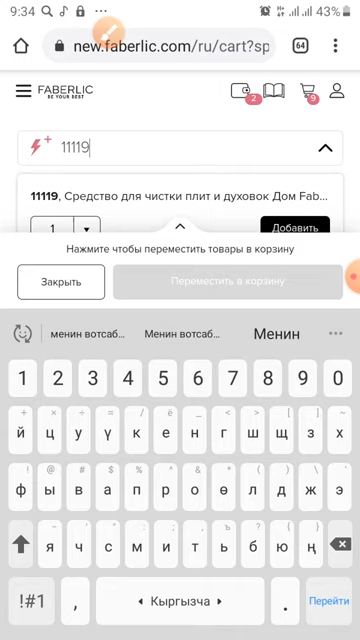 9:34 43%
new.faberlic.com/ru/cart?sp 64
FABERLIC
BE YOUR BEST
2 9
11119
11119, Средство для чистки плит и духовок Дом Fab...
1 Добавить
Нажмите чтобы переместить товары в корзину
Закрыть Переместить в корзину
менин вотсаб... Менин вотсаб... Менин
1 2 3 4 5 6 7 8 9 0
й ц у ү к е н г ш щ з х
ф ы в а п р о ө л д ж э
я ч с м и т ь б ю ң
!#1 , Кыргызча . Перейти